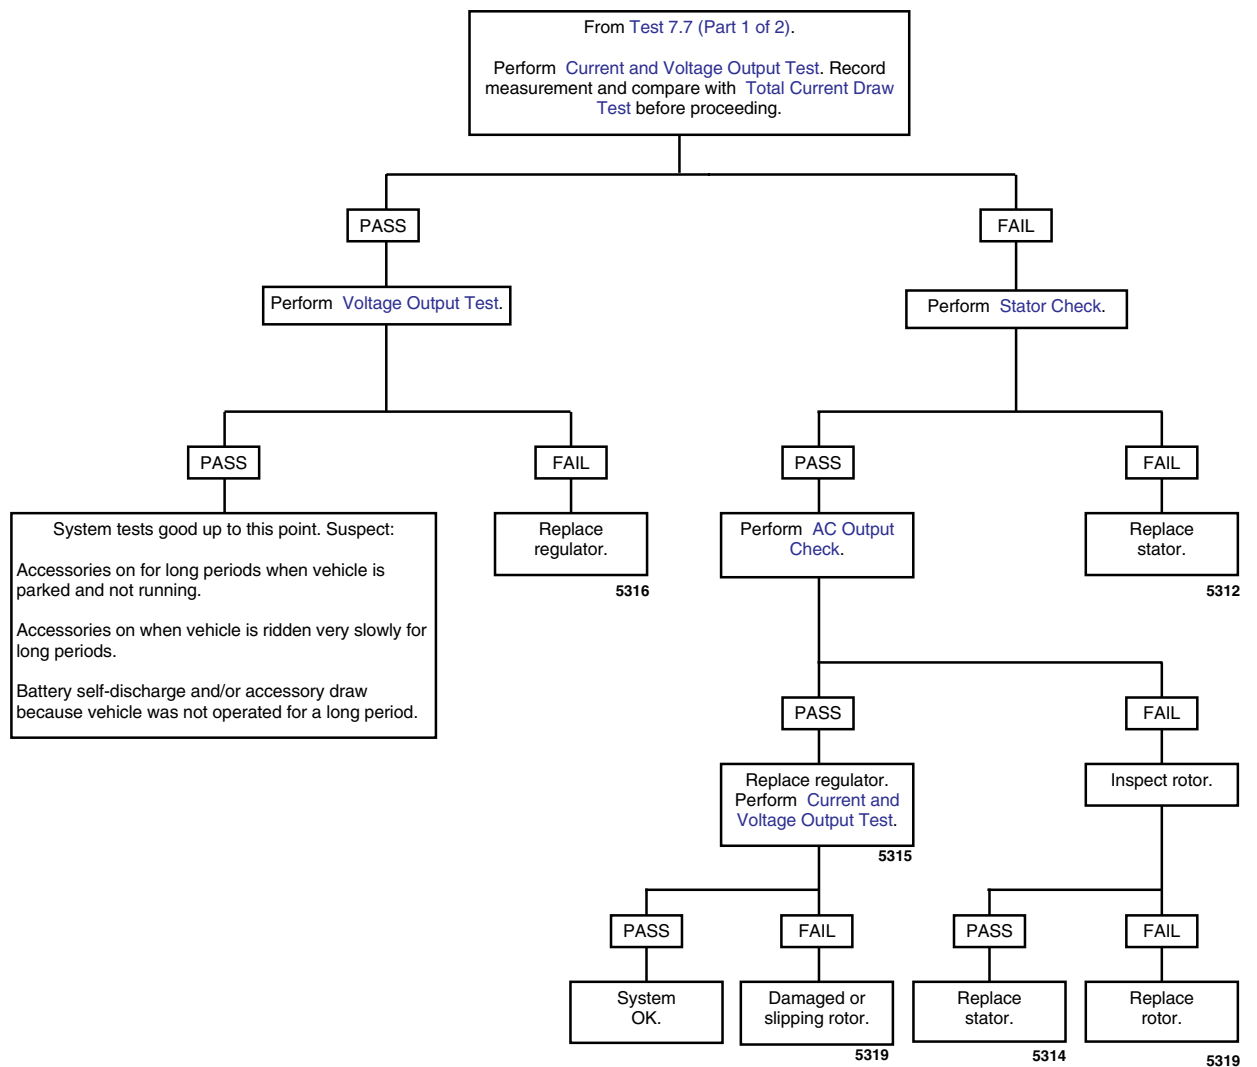 From Test 7.7 (Part 1 of 2).
Perform Current and Voltage Output Test. Record
measurement and compare with Total Current Draw
Test before proceeding.
PASS
FAIL
Perform Voltage Output Test.
Perform Stator Check.
PASS
FAIL
PASS
FAIL
System tests good up to this point. Suspect:
Accessories on for long periods when vehicle is
parked and not running.
Accessories on when vehicle is ridden very slowly for
long periods.
Battery self-discharge and/or accessory draw
because vehicle was not operated for a long period.
Replace
regulator.
5316
Perform AC Output
Check.
Replace
stator.
5312
PASS
FAIL
Replace regulator.
Perform Current and
Voltage Output Test.
5315
Inspect rotor.
PASS
FAIL
PASS
FAIL
System
OK.
Damaged or
slipping rotor.
5319
Replace
stator.
5314
Replace
rotor.
5319